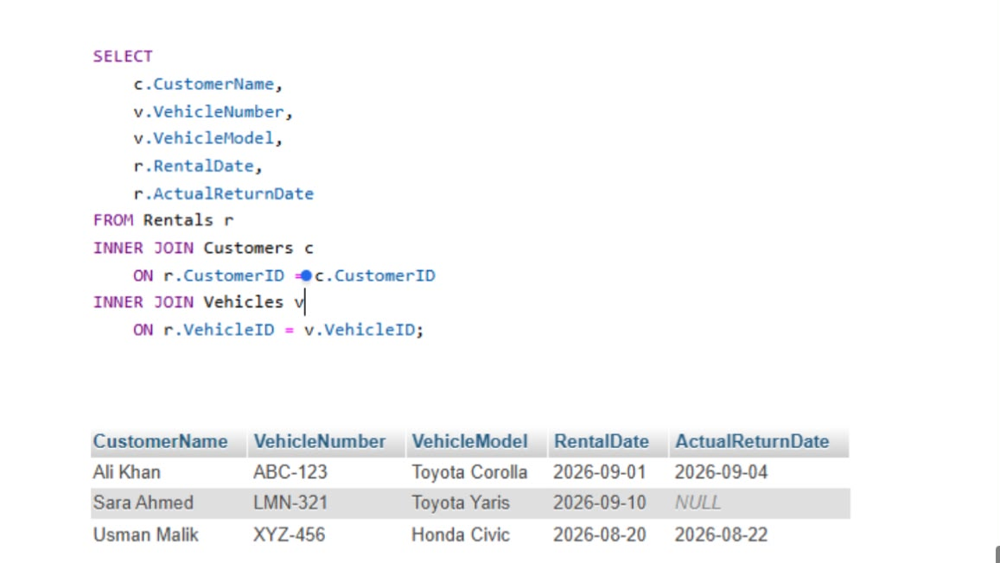 SELECT
c.CustomerName,
v.VehicleNumber,
v.VehicleModel,
r.RentalDate,
r.ActualReturnDate
FROM Rentals r
INNER JOIN Customers c
ON r.CustomerID = c.CustomerID
INNER JOIN Vehicles v
ON r.VehicleID = v.VehicleID;
CustomerName VehicleNumber VehicleModel RentalDate ActualReturnDate
Ali Khan ABC-123 Toyota Corolla 2026-09-01 2026-09-04
Sara Ahmed LMN-321 Toyota Yaris 2026-09-10 NULL
Usman Malik XYZ-456 Honda Civic 2026-08-20 2026-08-22